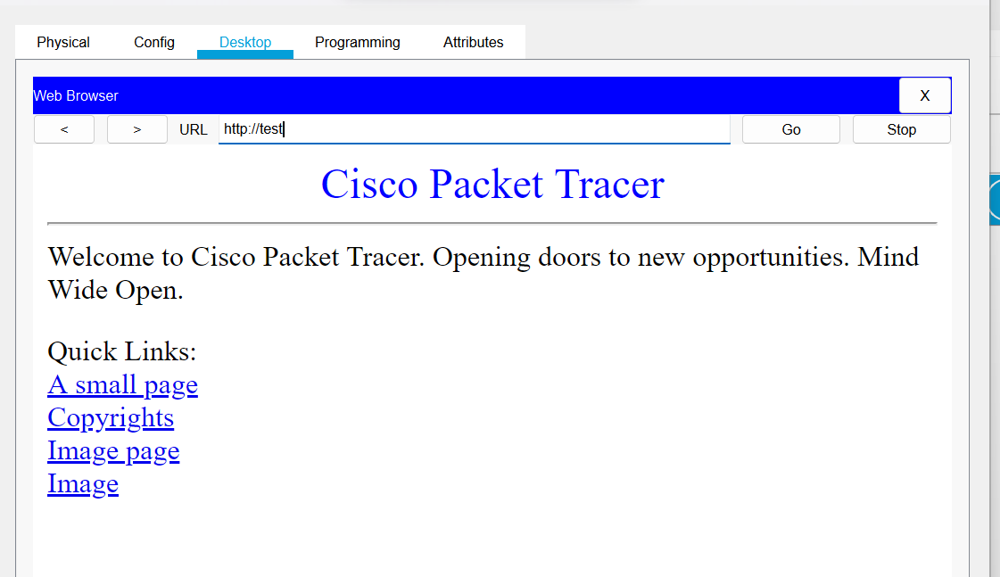 Physical Config Desktop Programming Attributes
Web Browser X
< > URL http://test Go Stop
Cisco Packet Tracer
Welcome to Cisco Packet Tracer. Opening doors to new opportunities. Mind
Wide Open.
Quick Links:
A small page
Copyrights
Image page
Image